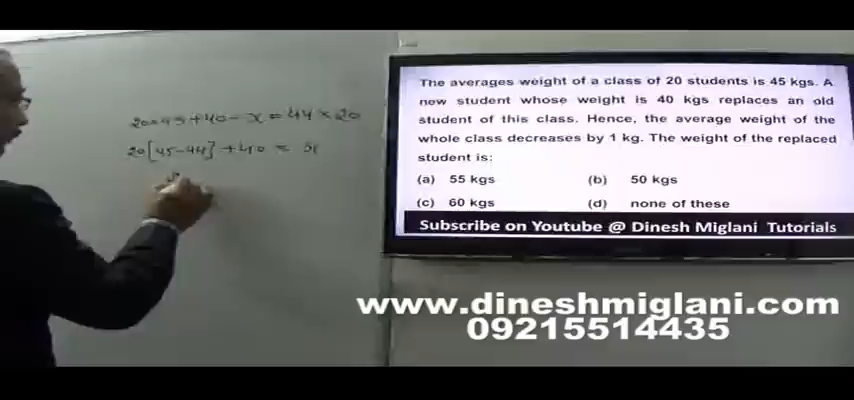 20×45+40-x=44×20
20[45-44]+40 = x
The averages weight of a class of 20 students is 45 kgs. A
new student whose weight is 40 kgs replaces an old
student of this class. Hence, the average weight of the
whole class decreases by 1 kg. The weight of the replaced
student is:
(a) 55 kgs (b) 50 kgs
(c) 60 kgs (d) none of these
Subscribe on Youtube @ Dinesh Miglani Tutorials
www.dineshmiglani.com
09215514435